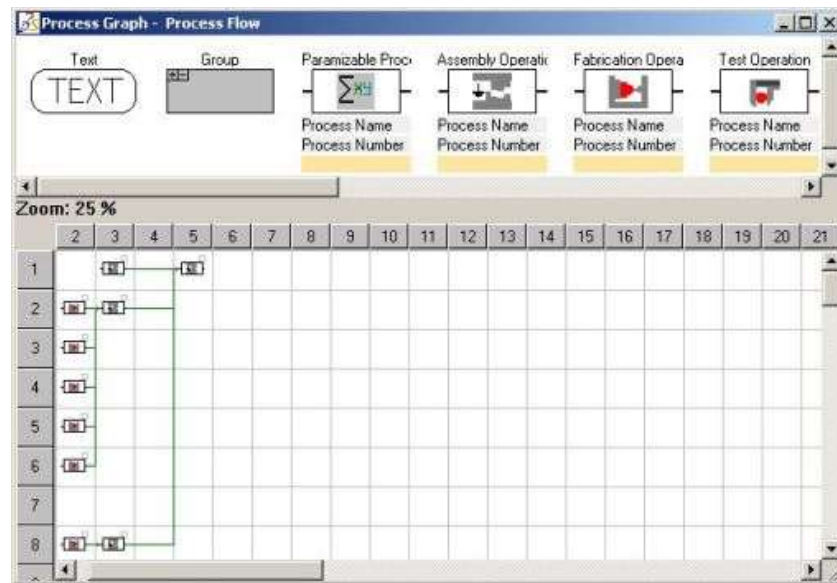 Process Graph - Process Flow
Text Group Paramizable Proc Assembly Operatic Fabrication Opera Test Operation
TEXT
Σxy
Process Name Process Name Process Name Process Name
Process Number Process Number Process Number Process Number
Zoom: 25 %
2 3 4 5 6 7 8 9 10 11 12 13 14 15 16 17 18 19 20 21
1
2
3
4
5
6
7
8